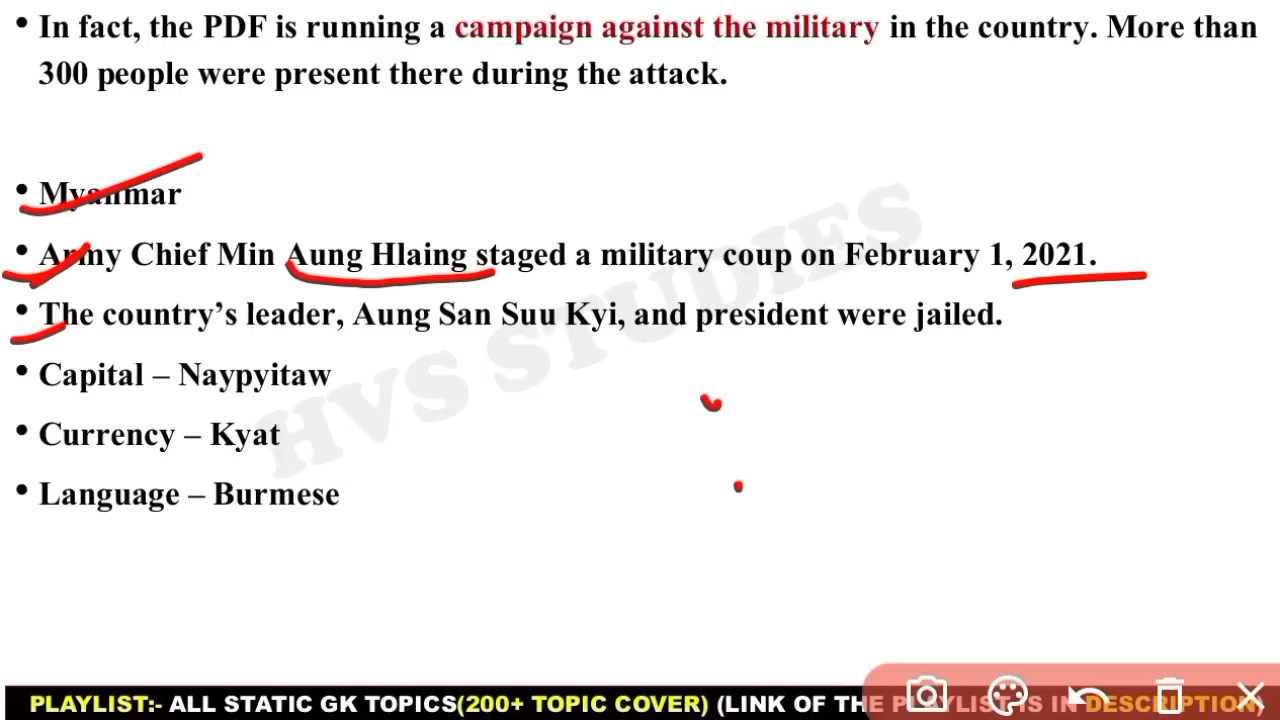 • In fact, the PDF is running a campaign against the military in the country. More than
300 people were present there during the attack.
• Myanmar
• Army Chief Min Aung Hlaing staged a military coup on February 1, 2021.
• The country’s leader, Aung San Suu Kyi, and president were jailed.
• Capital – Naypyitaw
• Currency – Kyat
• Language – Burmese
HVS STUDIES
PLAYLIST:- ALL STATIC GK TOPICS(200+ TOPIC COVER) (LINK OF THE PLAYLIST IS IN DESCRIPTION)